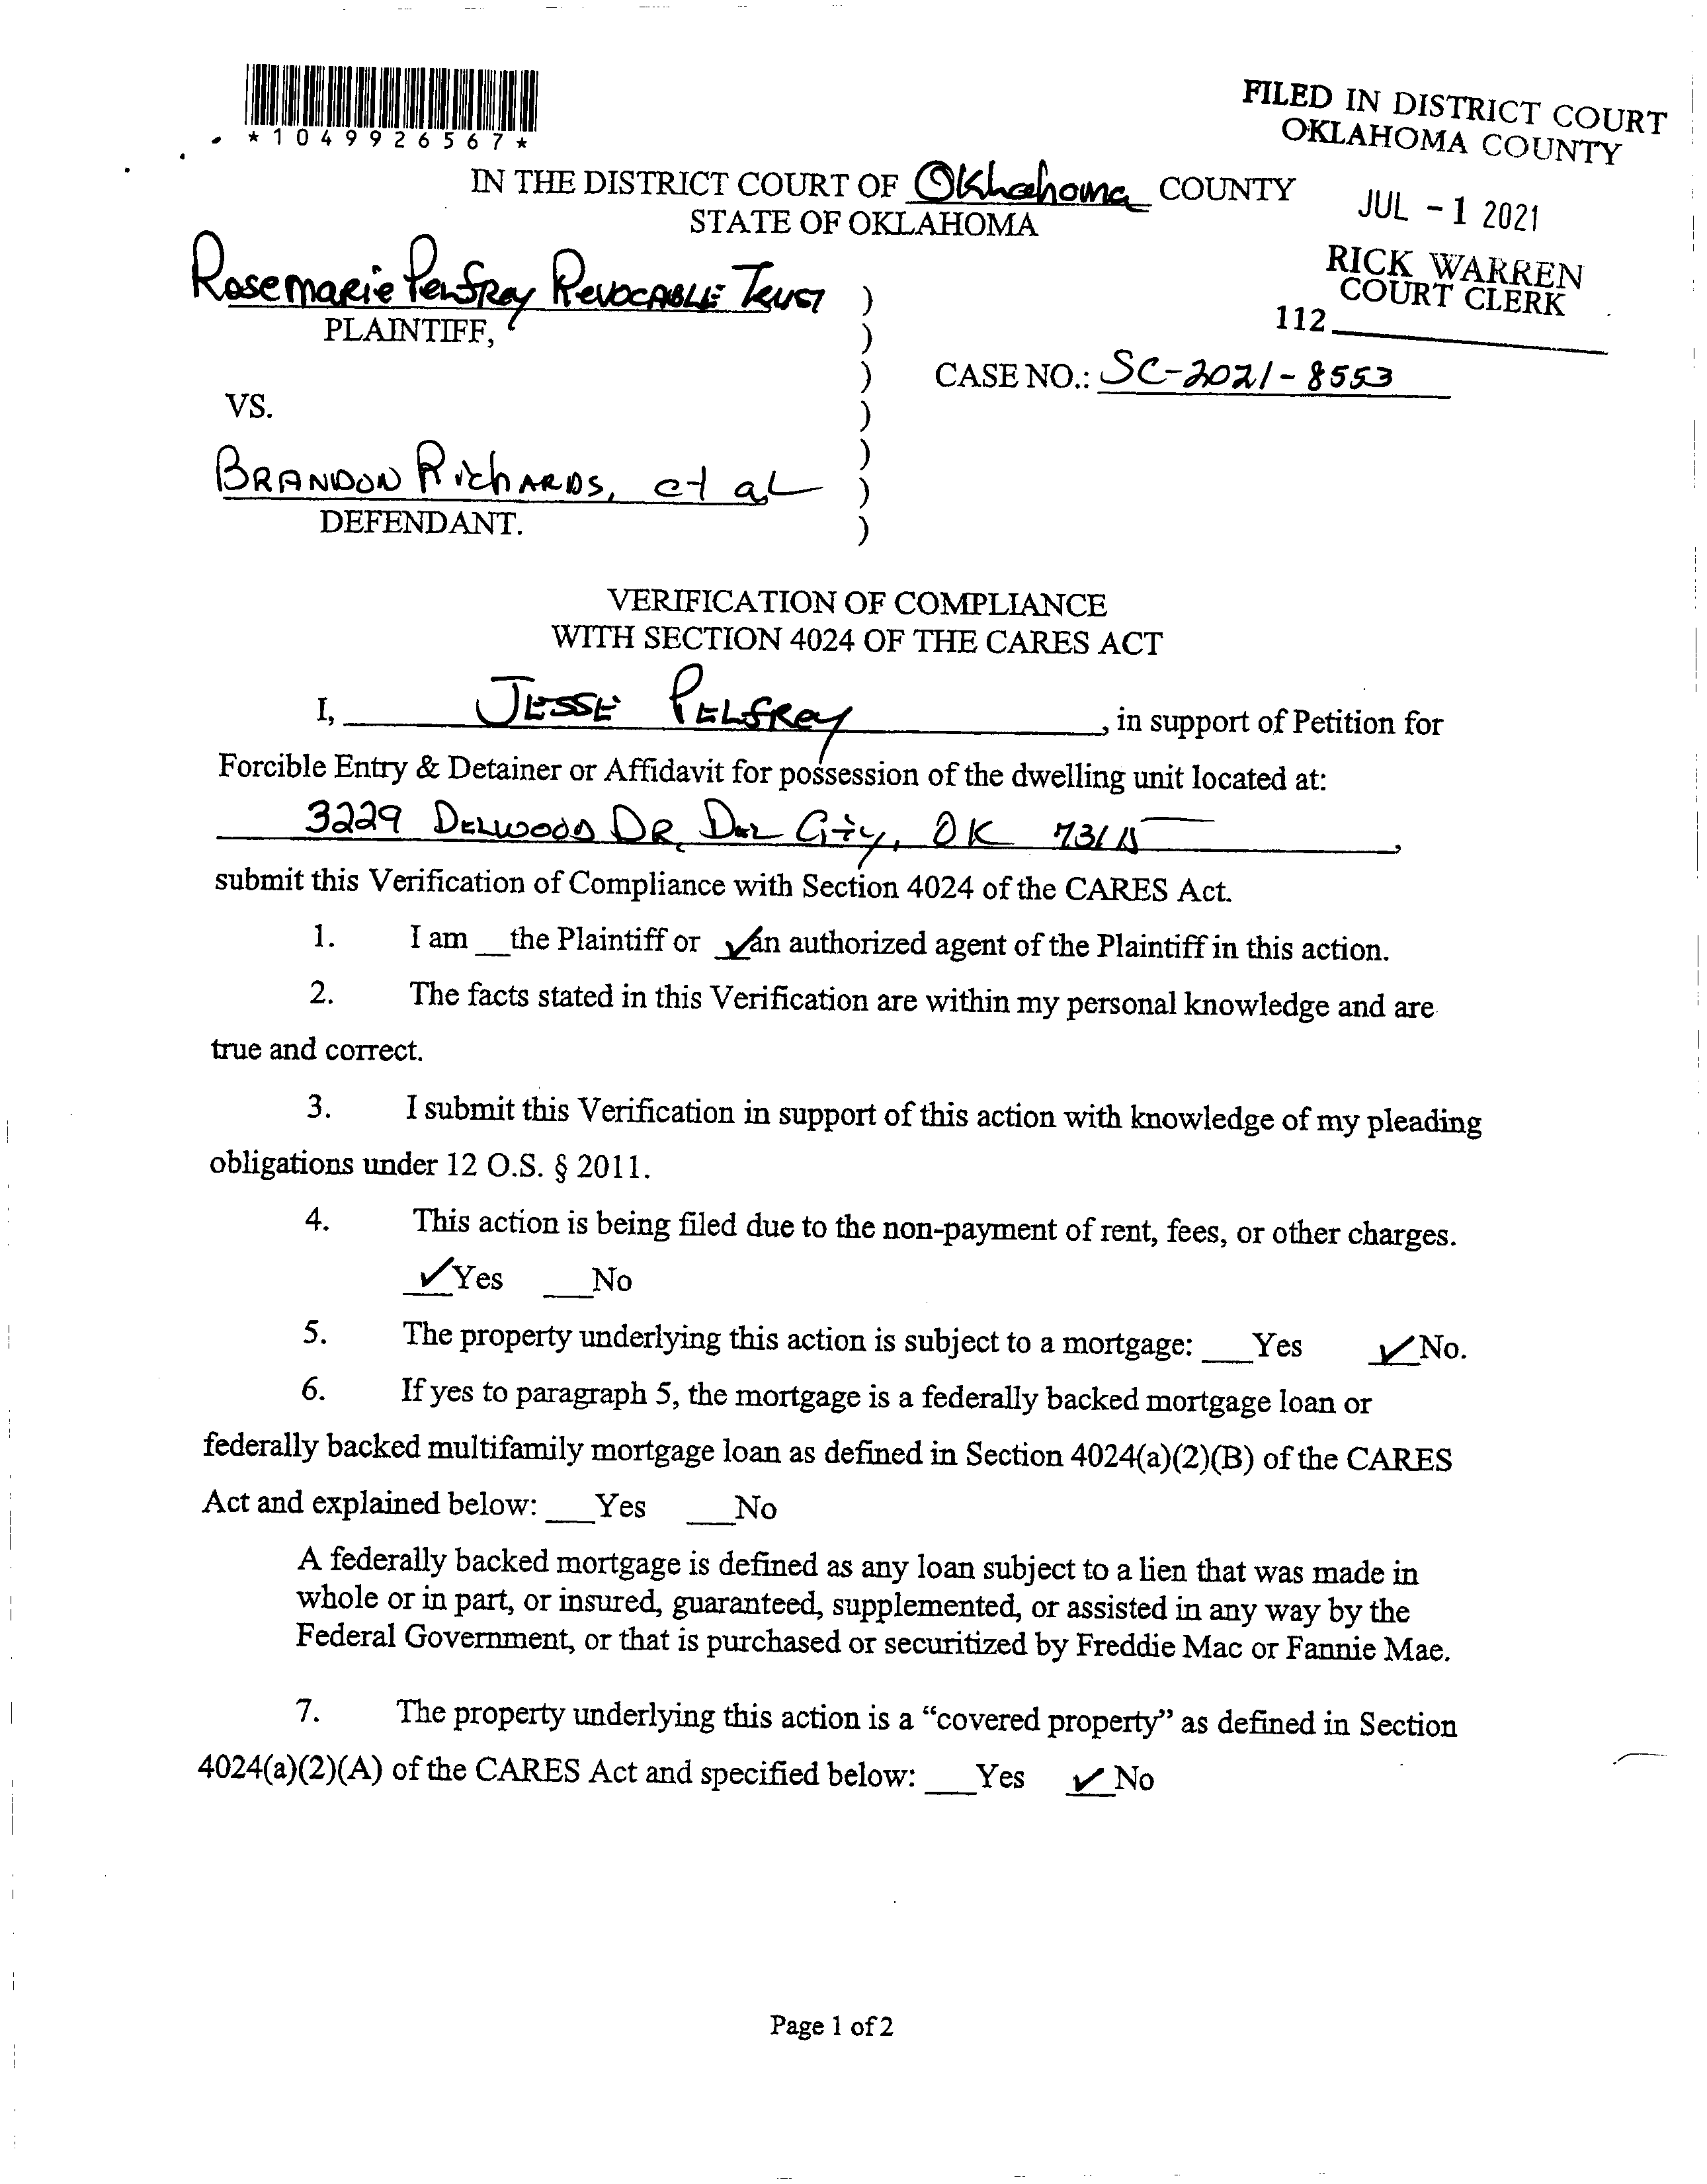 *1049926567*
FILED IN DISTRICT COURT
OKLAHOMA COUNTY
JUL -1 2021
RICK WARREN
COURT CLERK
112
IN THE DISTRICT COURT OF Oklahoma COUNTY
STATE OF OKLAHOMA
Rosemarie Pelfrey Revocable Trust )
PLAINTIFF, )
) CASE NO.: SC-2021-8553
VS. )
)
Brandon Richards, et al )
DEFENDANT. )
VERIFICATION OF COMPLIANCE
WITH SECTION 4024 OF THE CARES ACT
I, Jesse Pelfrey, in support of Petition for
Forcible Entry & Detainer or Affidavit for possession of the dwelling unit located at:
3229 Delwood Dr, Del City, OK 73115,
submit this Verification of Compliance with Section 4024 of the CARES Act.
1. I am __the Plaintiff or ✓an authorized agent of the Plaintiff in this action.
2. The facts stated in this Verification are within my personal knowledge and are
true and correct.
3. I submit this Verification in support of this action with knowledge of my pleading
obligations under 12 O.S. § 2011.
4. This action is being filed due to the non-payment of rent, fees, or other charges.
✓Yes ___No
5. The property underlying this action is subject to a mortgage: ___Yes ✓No.
6. If yes to paragraph 5, the mortgage is a federally backed mortgage loan or
federally backed multifamily mortgage loan as defined in Section 4024(a)(2)(B) of the CARES
Act and explained below: ___Yes ___No
A federally backed mortgage is defined as any loan subject to a lien that was made in
whole or in part, or insured, guaranteed, supplemented, or assisted in any way by the
Federal Government, or that is purchased or securitized by Freddie Mac or Fannie Mae.
7. The property underlying this action is a “covered property” as defined in Section
4024(a)(2)(A) of the CARES Act and specified below: ___Yes ✓No
Page 1 of 2